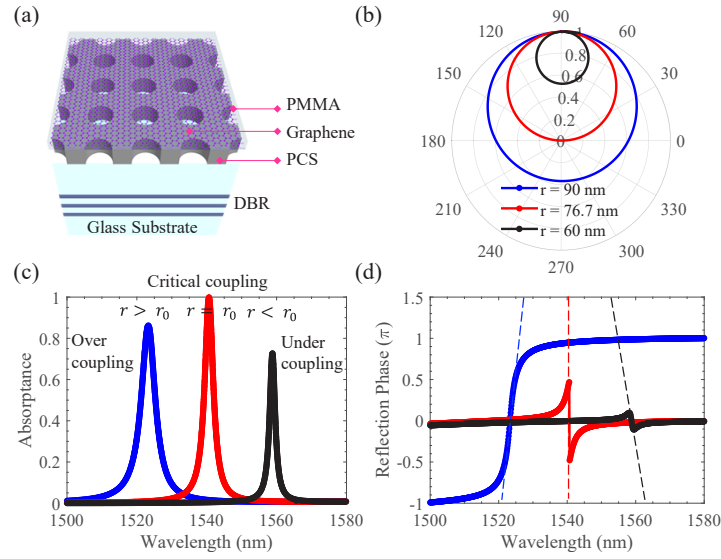 (a)
PMMA
Graphene
PCS
DBR
Glass Substrate
(b)
90
120
60
150
30
180
0
210
330
240
300
270
1
0.8
0.6
0.4
0.2
0
r = 90 nm
r = 76.7 nm
r = 60 nm
(c)
Critical coupling
r > r₀
r = r₀
r < r₀
Over
coupling
Under
coupling
1
0.8
0.6
0.4
0.2
0
Absorptance
1500
1520
1540
1560
1580
Wavelength (nm)
(d)
1.5
1
0.5
0
-0.5
-1
Reflection Phase (π)
1500
1520
1540
1560
1580
Wavelength (nm)